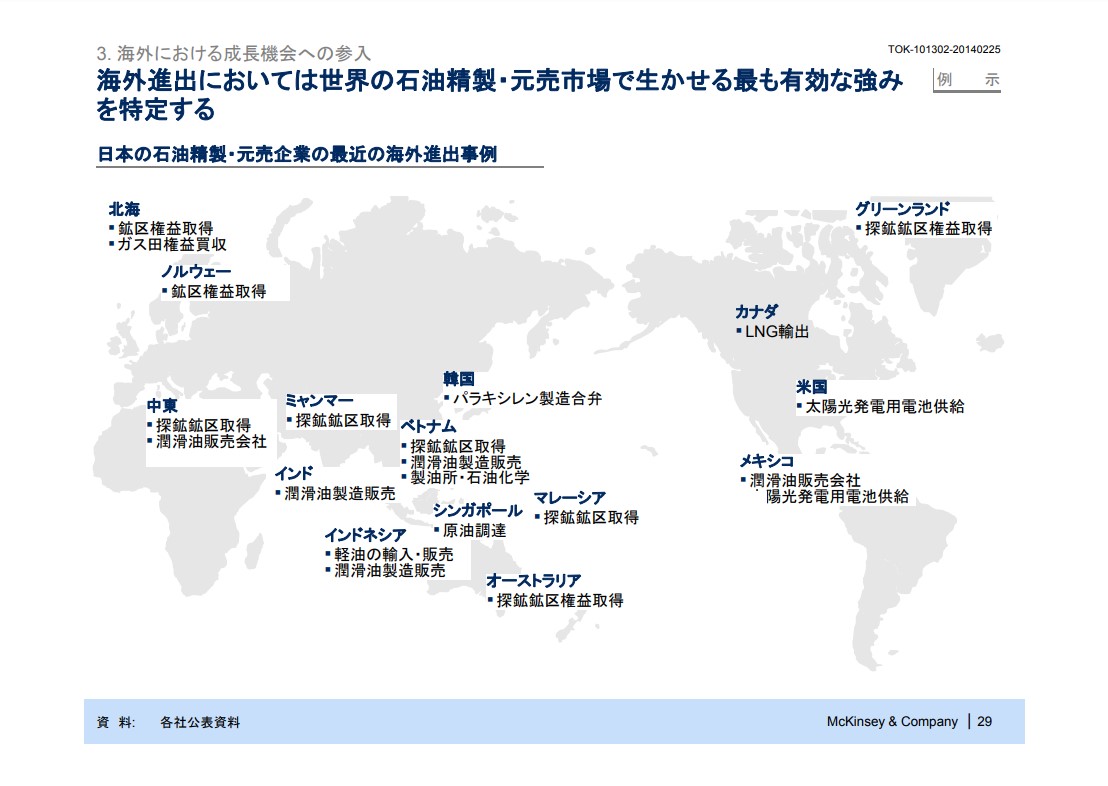 3. 海外における成長機会への参入
TOK-101302-20140225
海外進出においては世界の石油精製・元売市場で生かせる最も有効な強み
を特定する
例 示
日本の石油精製・元売企業の最近の海外進出事例
北海
▪ 鉱区権益取得
▪ ガス田権益買収
ノルウェー
▪ 鉱区権益取得
グリーンランド
▪ 探鉱鉱区権益取得
カナダ
▪ LNG輸出
韓国
▪ パラキシレン製造合弁
米国
▪ 太陽光発電用電池供給
中東
▪ 探鉱鉱区取得
▪ 潤滑油販売会社
ミャンマー
▪ 探鉱鉱区取得
ベトナム
▪ 探鉱鉱区取得
▪ 潤滑油製造販売
▪ 製油所・石油化学
インド
▪ 潤滑油製造販売
メキシコ
▪ 潤滑油販売会社
陽光発電用電池供給
マレーシア
▪ 探鉱鉱区取得
シンガポール
▪ 原油調達
インドネシア
▪ 軽油の輸入・販売
▪ 潤滑油製造販売
オーストラリア
▪ 探鉱鉱区権益取得
資 料: 各社公表資料
McKinsey & Company | 29